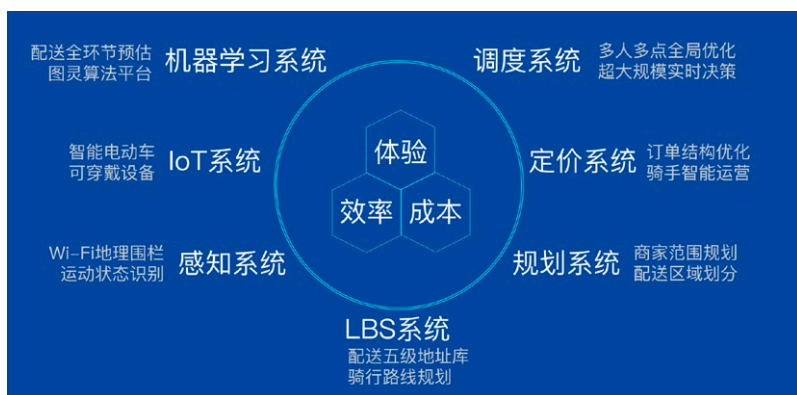 配送全环节预估
图灵算法平台
机器学习系统
调度系统
多人多点全局优化
超大规模实时决策
智能电动车
可穿戴设备
IoT系统
体验
效率
成本
定价系统
订单结构优化
骑手智能运营
Wi-Fi地理围栏
运动状态识别
感知系统
规划系统
商家范围规划
配送区域划分
LBS系统
配送五级地址库
骑行路线规划